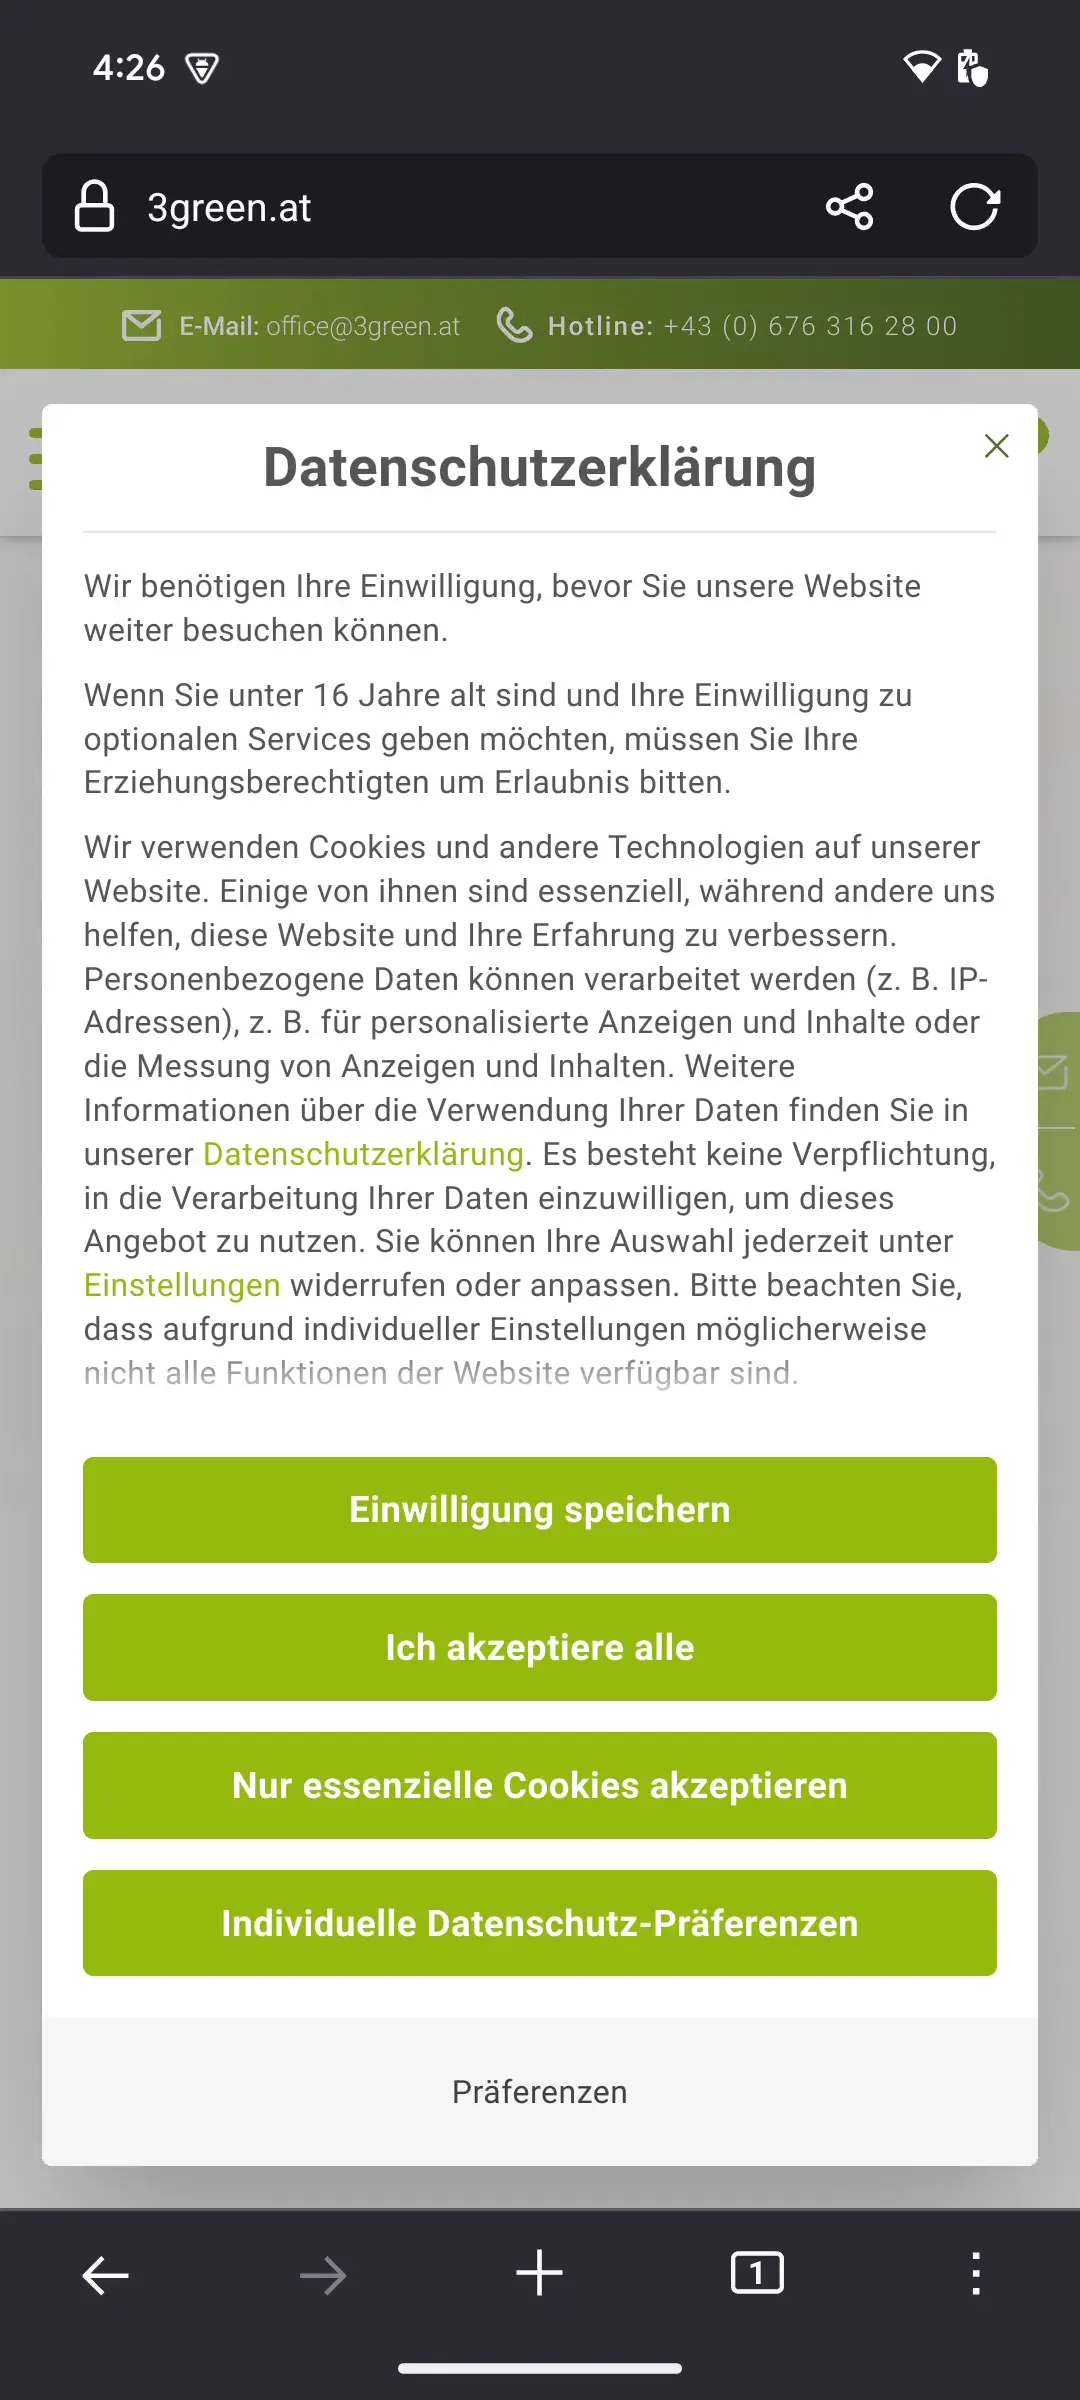 4:26
3green.at
E-Mail: office@3green.at Hotline: +43 (0) 676 316 28 00
Datenschutzerklärung
Wir benötigen Ihre Einwilligung, bevor Sie unsere Website
weiter besuchen können.
Wenn Sie unter 16 Jahre alt sind und Ihre Einwilligung zu
optionalen Services geben möchten, müssen Sie Ihre
Erziehungsberechtigten um Erlaubnis bitten.
Wir verwenden Cookies und andere Technologien auf unserer
Website. Einige von ihnen sind essenziell, während andere uns
helfen, diese Website und Ihre Erfahrung zu verbessern.
Personenbezogene Daten können verarbeitet werden (z. B. IP-
Adressen), z. B. für personalisierte Anzeigen und Inhalte oder
die Messung von Anzeigen und Inhalten. Weitere
Informationen über die Verwendung Ihrer Daten finden Sie in
unserer Datenschutzerklärung. Es besteht keine Verpflichtung,
in die Verarbeitung Ihrer Daten einzuwilligen, um dieses
Angebot zu nutzen. Sie können Ihre Auswahl jederzeit unter
Einstellungen widerrufen oder anpassen. Bitte beachten Sie,
dass aufgrund individueller Einstellungen möglicherweise
nicht alle Funktionen der Website verfügbar sind.
Einwilligung speichern
Ich akzeptiere alle
Nur essenzielle Cookies akzeptieren
Individuelle Datenschutz-Präferenzen
Präferenzen
1